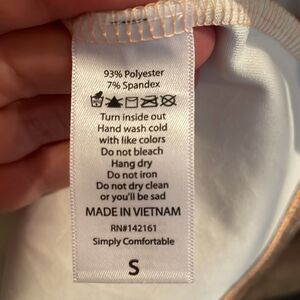 93% Polyester
7% Spandex
Turn inside out
Hand wash cold
with like colors
Do not bleach
Hang dry
Do not iron
Do not dry clean
or you'll be sad
MADE IN VIETNAM
RN#142161
Simply Comfortable
S